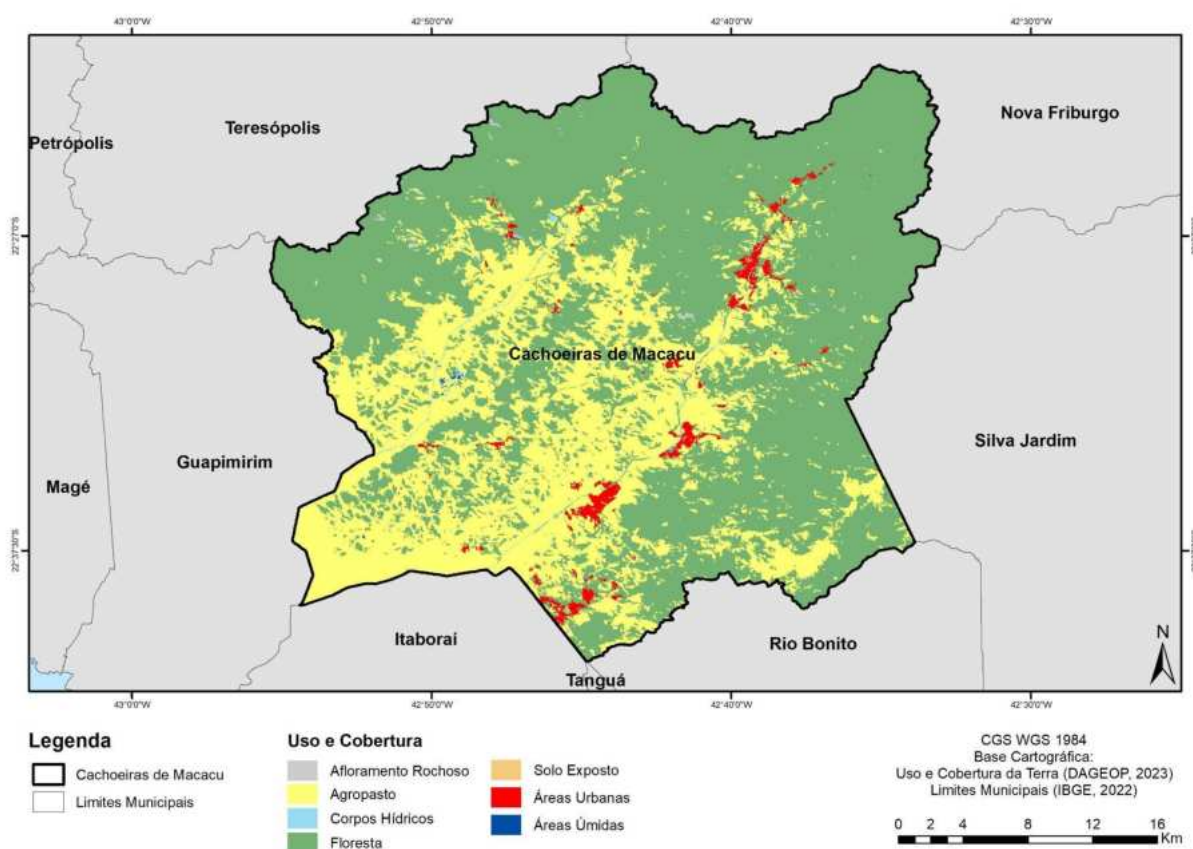 43°0'0"W 42°50'0"W 42°40'0"W 42°30'0"W
Nova Friburgo
Teresópolis
Petrópolis
22°27'0"S
Cachoeiras de Macacu
Silva Jardim
Guapimirim
Magé
22°37'30"S
Itaboraí
Rio Bonito
N
Tanguá
43°0'0"W 42°50'0"W 42°40'0"W 42°30'0"W
Legenda
Cachoeiras de Macacu
Limites Municipais
Uso e Cobertura
Afloramento Rochoso
Agropasto
Corpos Hídricos
Floresta
Solo Exposto
Áreas Urbanas
Áreas Úmidas
CGS WGS 1984
Base Cartográfica:
Uso e Cobertura da Terra (DAGEOP, 2023)
Limites Municipais (IBGE, 2022)
0 2 4 8 12 16
Km